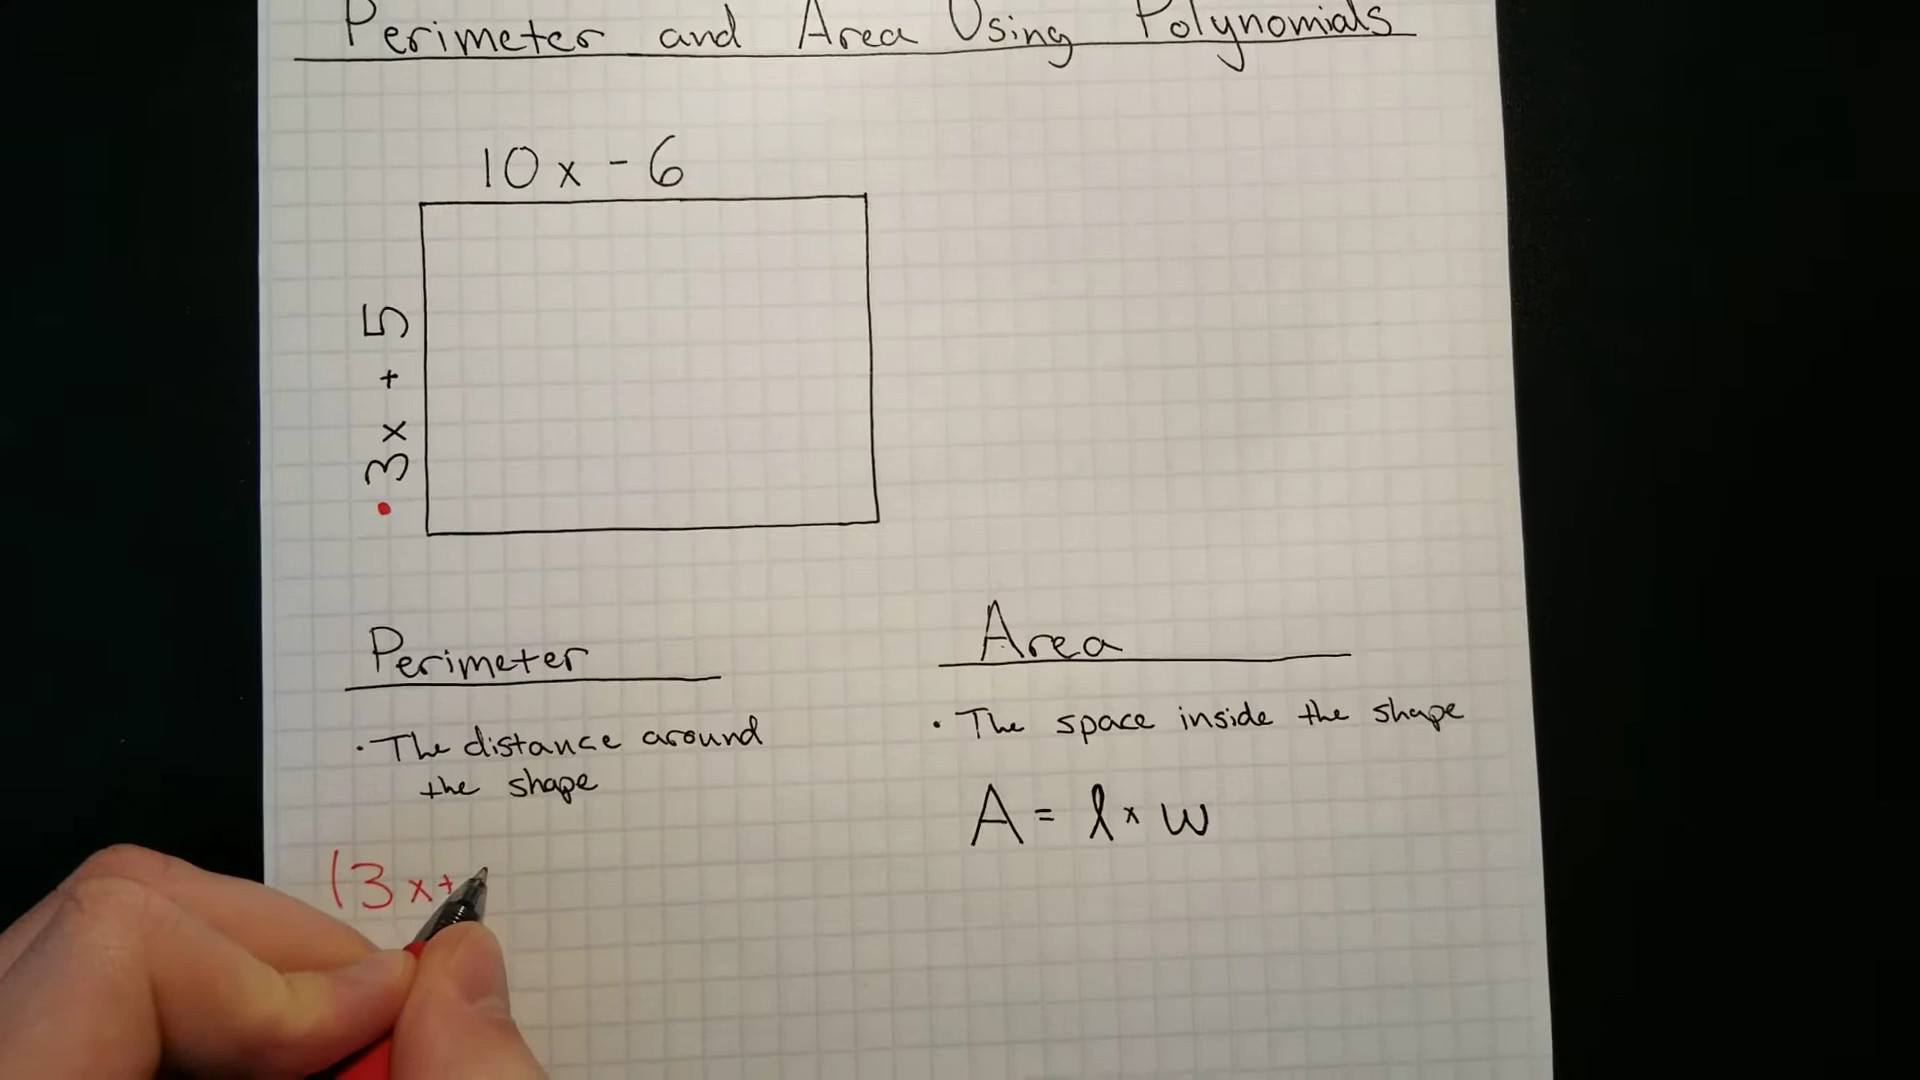 Perimeter and Area Using Polynomials
10x - 6
3x + 5
Perimeter
• The distance around
the shape
(3x+
Area
• The space inside the shape
A = l × w